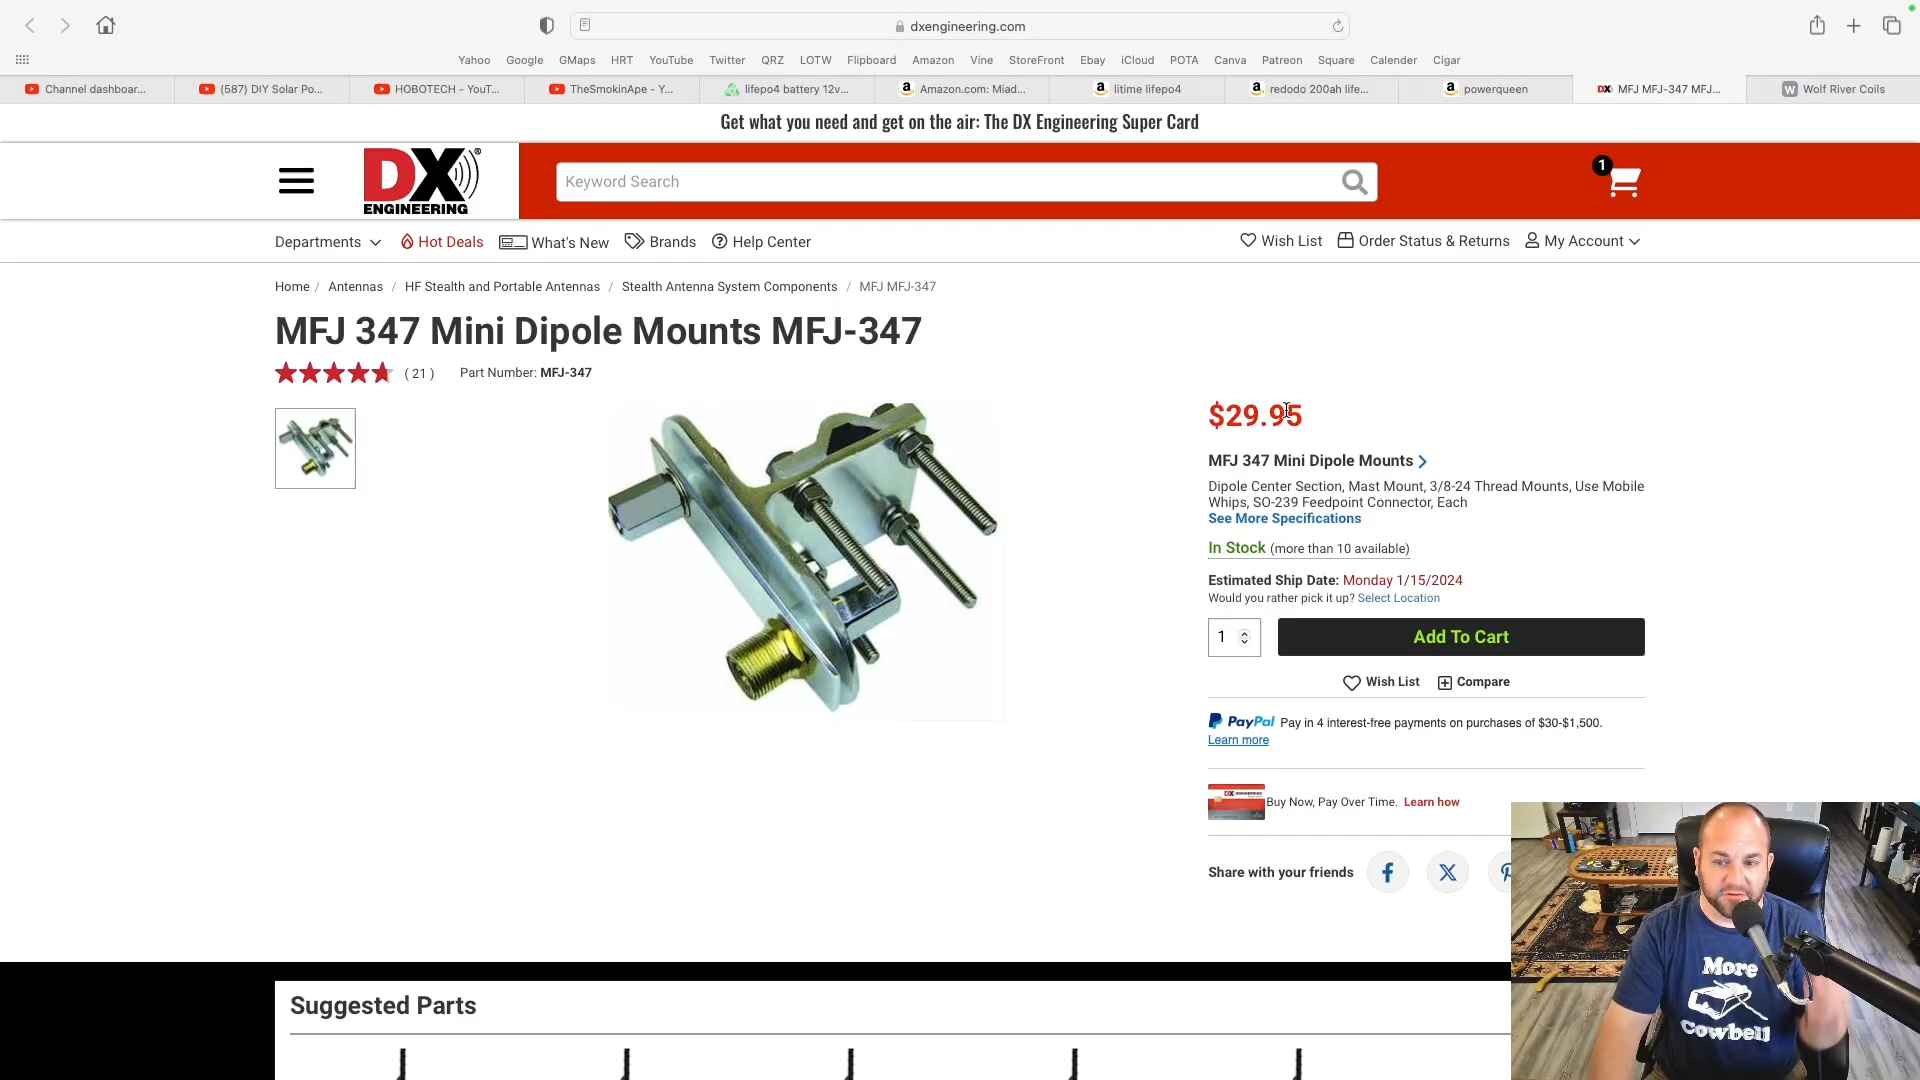 dxengineering.com
Yahoo Google GMaps HRT YouTube Twitter QRZ LOTW Flipboard Amazon Vine StoreFront Ebay iCloud POTA Canva Patreon Square Calender Cigar
Channel dashboar... (587) DIY Solar Po... HOBOTECH - YouT... TheSmokinApe - Y... lifepo4 battery 12v... Amazon.com: Miad... litime lifepo4 redodo 200ah life... powerqueen MFJ MFJ-347 MFJ... Wolf River Coils
Get what you need and get on the air: The DX Engineering Super Card
DX ®
ENGINEERING
Keyword Search
1
Departments Hot Deals What's New Brands Help Center Wish List Order Status & Returns My Account
Home / Antennas / HF Stealth and Portable Antennas / Stealth Antenna System Components / MFJ MFJ-347
MFJ 347 Mini Dipole Mounts MFJ-347
( 21 ) Part Number: MFJ-347
$29.95
MFJ 347 Mini Dipole Mounts
Dipole Center Section, Mast Mount, 3/8-24 Thread Mounts, Use Mobile
Whips, SO-239 Feedpoint Connector, Each
See More Specifications
In Stock (more than 10 available)
Estimated Ship Date: Monday 1/15/2024
Would you rather pick it up? Select Location
1 Add To Cart
Wish List Compare
PayPal Pay in 4 interest-free payments on purchases of $30-$1,500.
Learn more
Buy Now, Pay Over Time. Learn how
Share with your friends
Suggested Parts
More
Cowbell